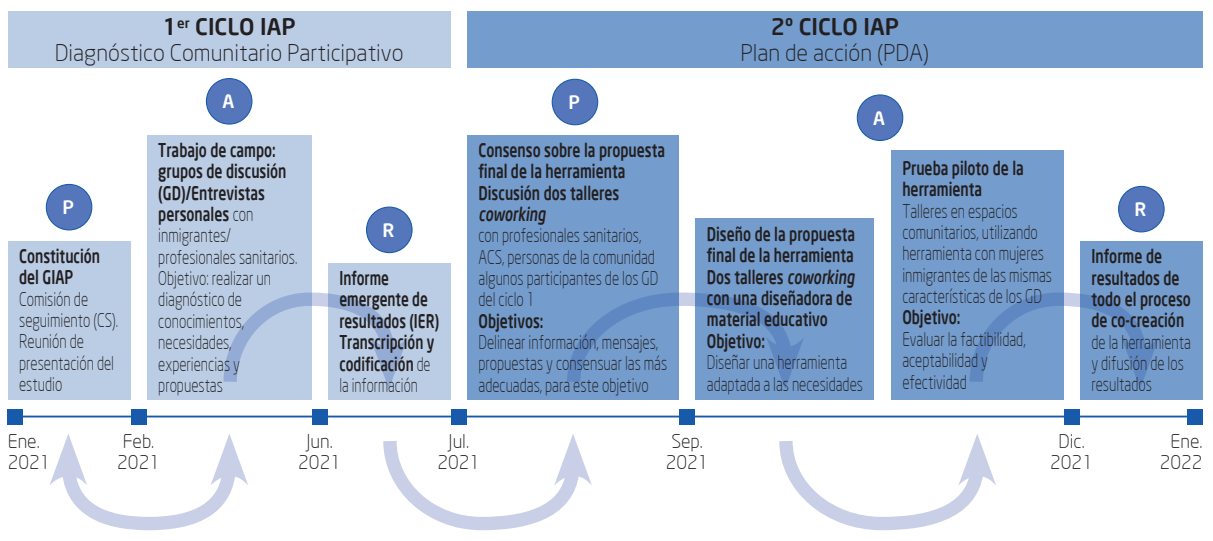 1er CICLO IAP
Diagnóstico Comunitario Participativo
2º CICLO IAP
Plan de acción (PDA)
P
Constitución
del GIAP
Comisión de
seguimiento (CS).
Reunión de
presentación del
estudio
A
Trabajo de campo:
grupos de discusión
(GD)/Entrevistas
personales con
inmigrantes/
profesionales sanitarios.
Objetivo: realizar un
diagnóstico de
conocimientos,
necesidades,
experiencias y
propuestas
R
Informe
emergente de
resultados (IER)
Transcripción y
codificación de
la información
P
Consenso sobre la propuesta
final de la herramienta
Discusión dos talleres
coworking
con profesionales sanitarios,
ACS, personas de la comunidad
algunos participantes de los GD
del ciclo 1
Objetivos:
Delinear información, mensajes,
propuestas y consensuar las más
adecuadas, para este objetivo
A
Diseño de la propuesta
final de la herramienta
Dos talleres coworking
con una diseñadora de
material educativo
Objetivo:
Diseñar una herramienta
adaptada a las necesidades
Prueba piloto de la
herramienta
Talleres en espacios
comunitarios, utilizando
herramienta con mujeres
inmigrantes de las mismas
características de los GD
Objetivo:
Evaluar la factibilidad,
aceptabilidad y
efectividad
R
Informe de
resultados de
todo el proceso
de co-creación
de la herramienta
y difusión de los
resultados
Ene.
2021
Feb.
2021
Jun.
2021
Jul.
2021
Sep.
2021
Dic.
2021
Ene.
2022